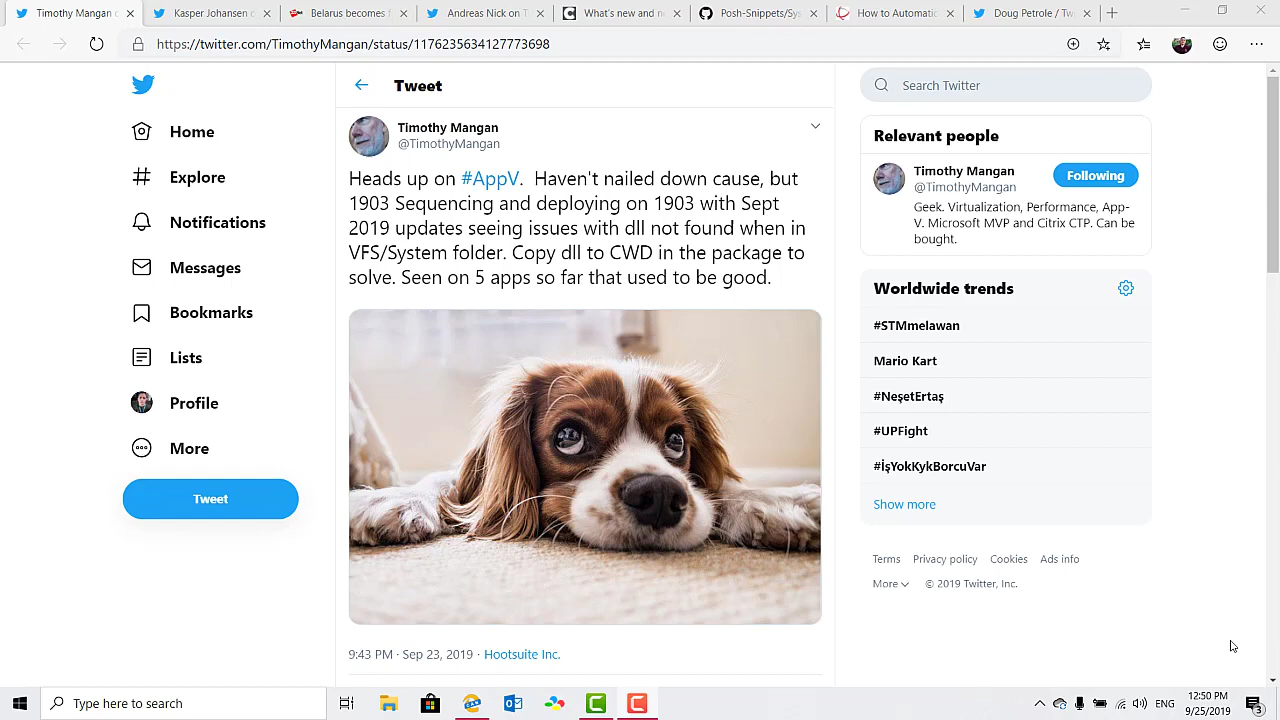 Timothy Mangan o
Kasper Johansen o
Belarus becomes f
Andreas Nick on T
What's new and n
Posh-Snippets/Sys
How to Automatic
Doug Petrole / Twi
https://twitter.com/TimothyMangan/status/1176235634127773698
Tweet
Search Twitter
Home
Explore
Notifications
Messages
Bookmarks
Lists
Profile
More
Tweet
Timothy Mangan
@TimothyMangan
Heads up on #AppV. Haven't nailed down cause, but
1903 Sequencing and deploying on 1903 with Sept
2019 updates seeing issues with dll not found when in
VFS/System folder. Copy dll to CWD in the package to
solve. Seen on 5 apps so far that used to be good.
9:43 PM · Sep 23, 2019 · Hootsuite Inc.
Relevant people
Timothy Mangan
@TimothyMangan
Following
Geek. Virtualization, Performance, App-
V. Microsoft MVP and Citrix CTP. Can be
bought.
Worldwide trends
#STMmelawan
Mario Kart
#NeşetErtaş
#UPFight
#İşYokKykBorcuVar
Show more
Terms Privacy policy Cookies Ads info
More © 2019 Twitter, Inc.
Type here to search
ENG
12:50 PM
9/25/2019
3